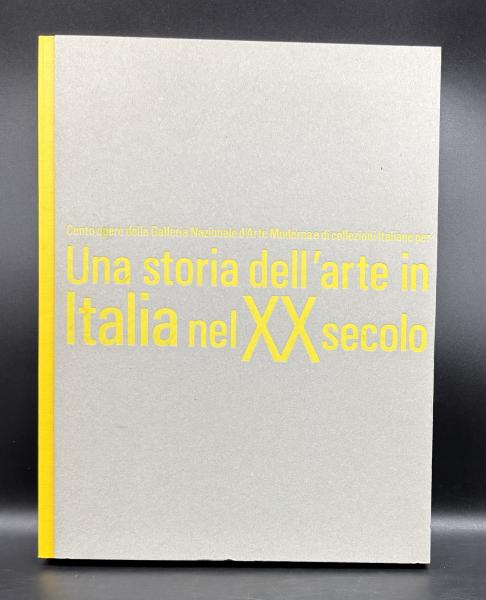 Cento opere della Galleria Nazionale d'Arte Moderna e di collezioni Italiane per
Una storia dell'arte in
Italia nel XX secolo